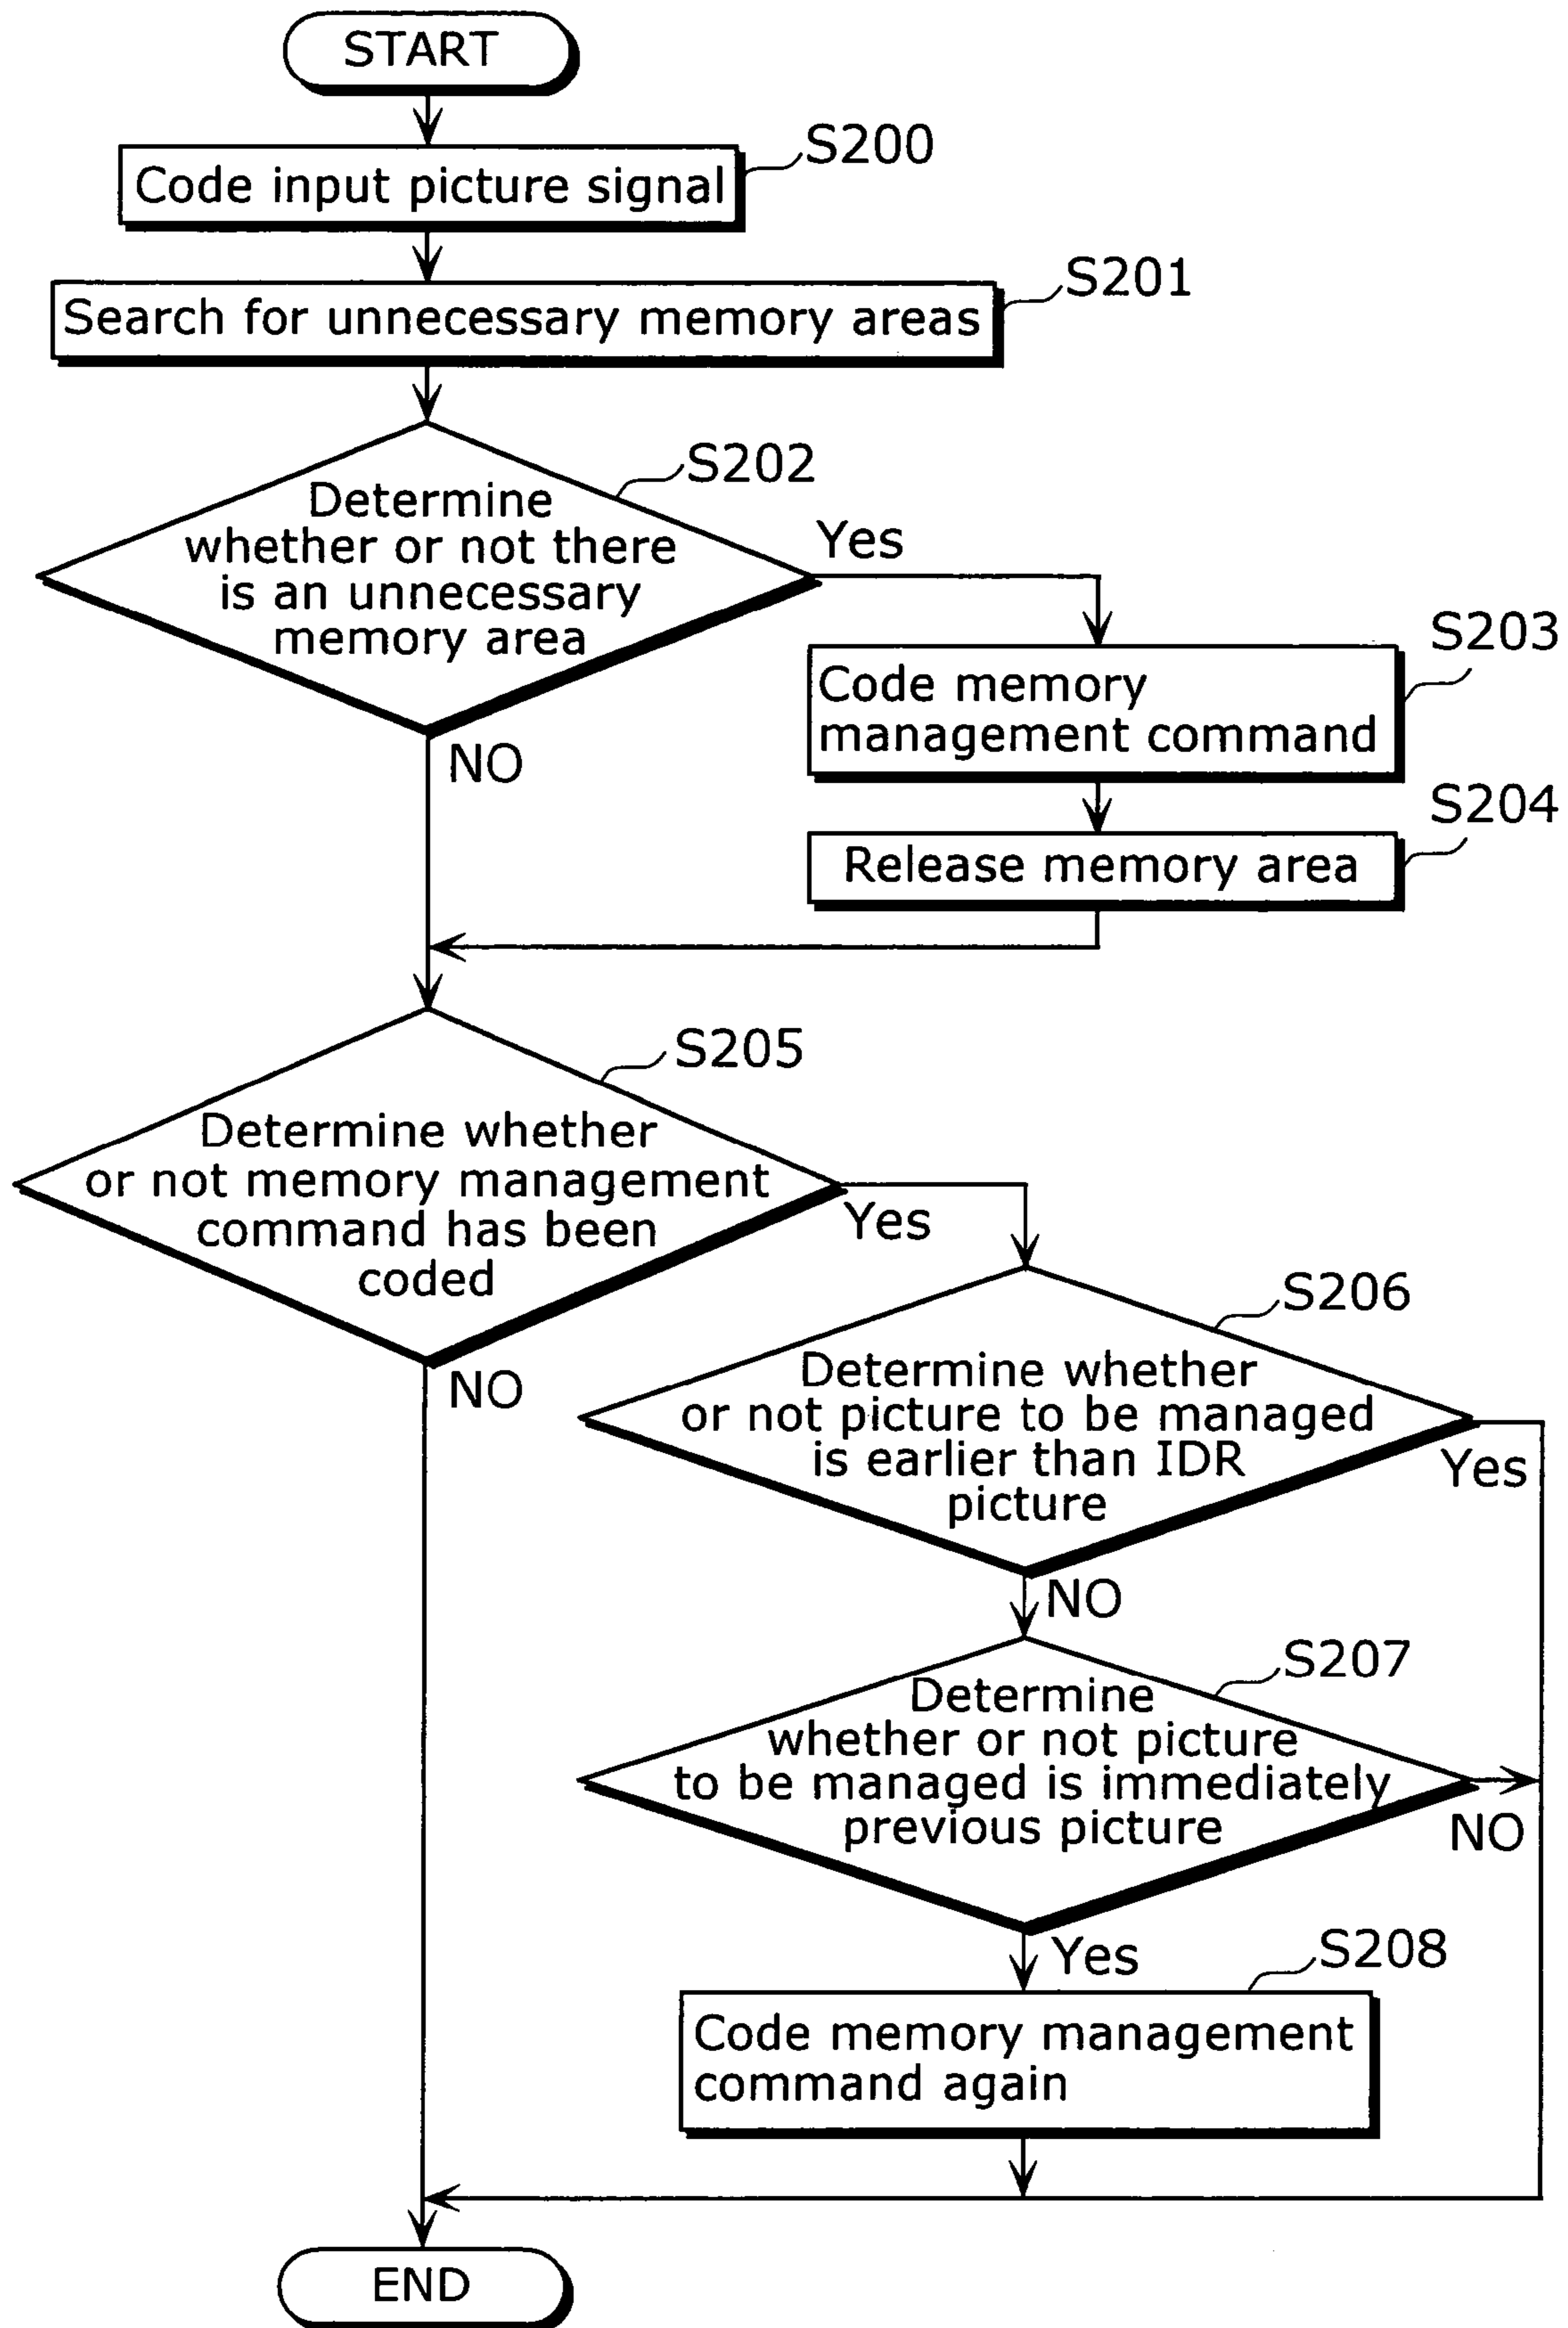 START
S200
Code input picture signal
S201
Search for unnecessary memory areas
S202
Determine
whether or not there
is an unnecessary
memory area
Yes
NO
S203
Code memory
management command
S204
Release memory area
S205
Determine whether
or not memory management
command has been
coded
Yes
NO
S206
Determine whether
or not picture to be managed
is earlier than IDR
picture
Yes
NO
S207
Determine
whether or not picture
to be managed is immediately
previous picture
NO
Yes
S208
Code memory management
command again
END